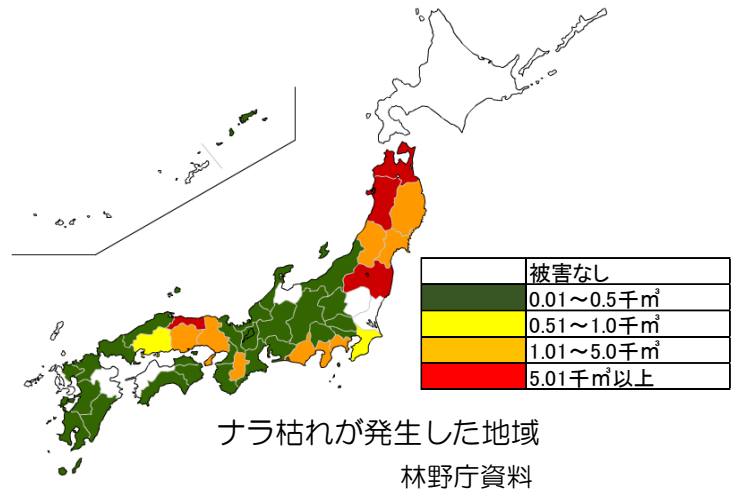 被害なし
0.01～0.5千㎥
0.51～1.0千㎥
1.01～5.0千㎥
5.01千㎥以上
ナラ枯れが発生した地域
林野庁資料